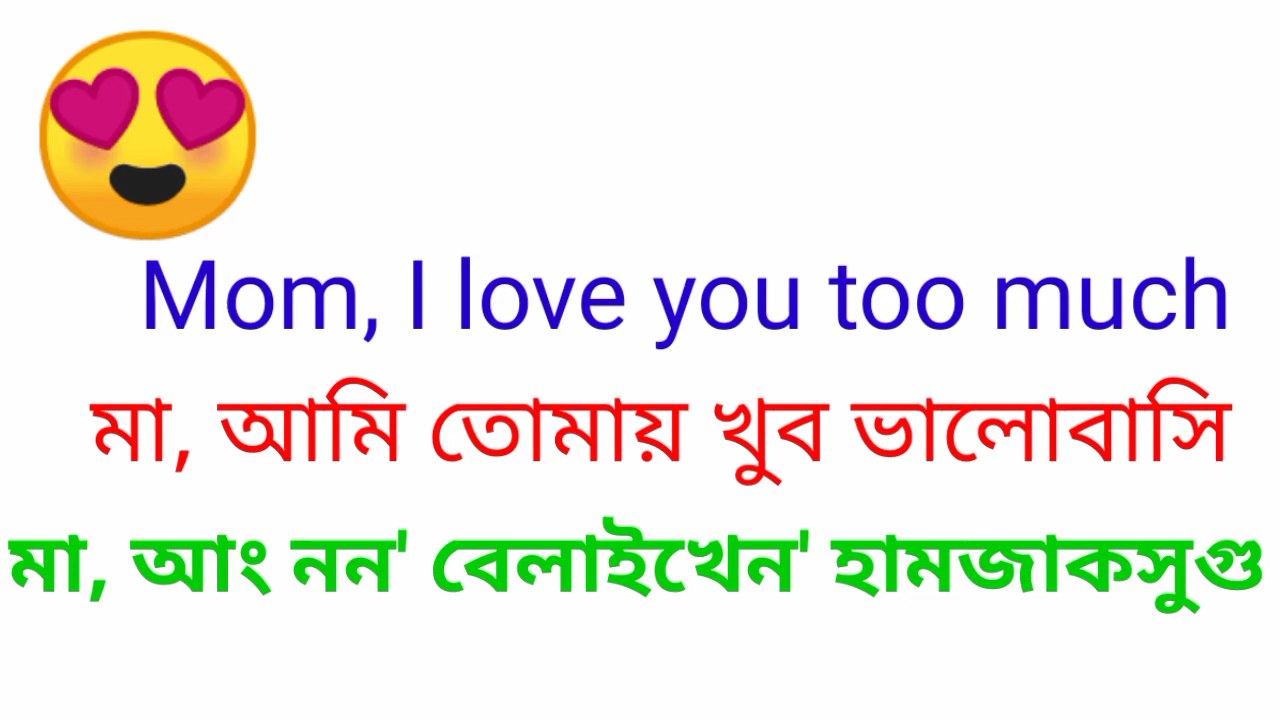 Mom, I love you too much
মা, আমি তোমায় খুব ভালোবাসি
মা, আং নন' বেলাইখেন' হামজাকসুগু